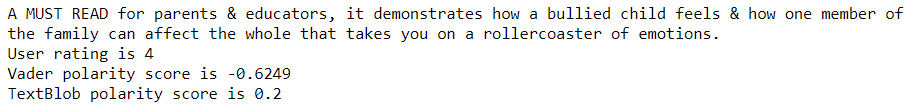 A MUST READ for parents & educators, it demonstrates how a bullied child feels & how one member of
the family can affect the whole that takes you on a rollercoaster of emotions.
User rating is 4
Vader polarity score is -0.6249
TextBlob polarity score is 0.2